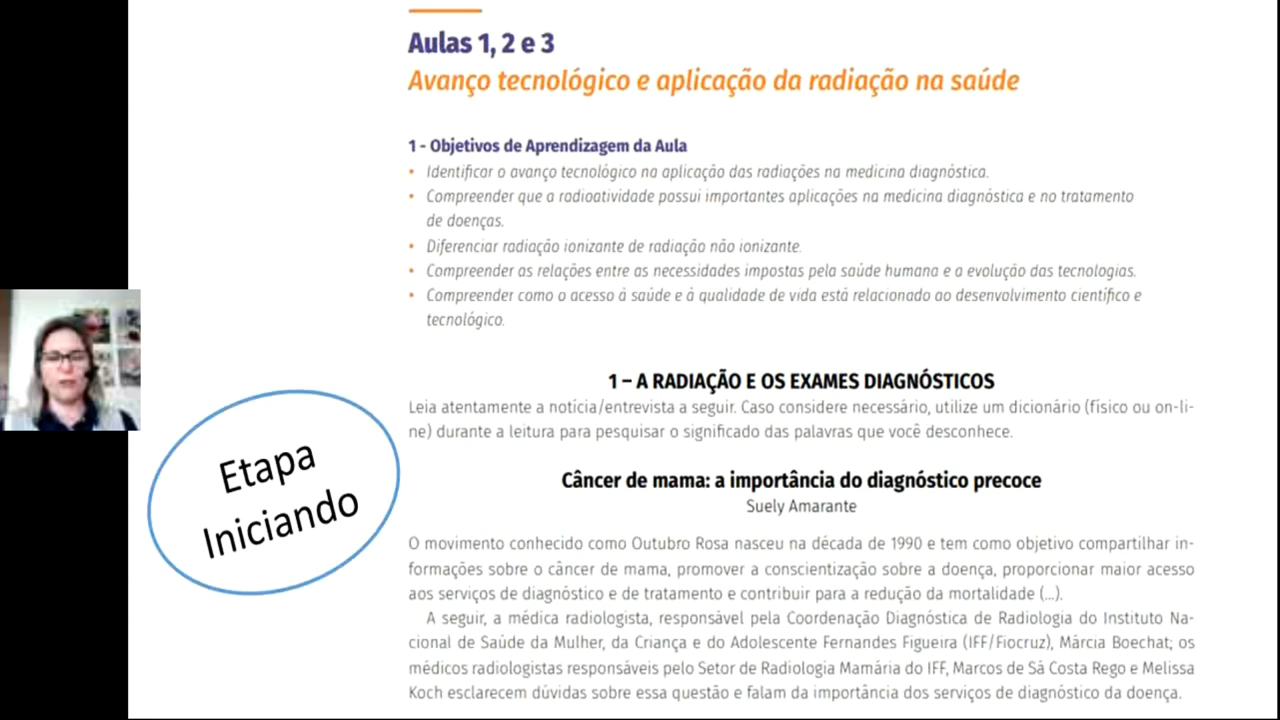 Aulas 1, 2 e 3
Avanço tecnológico e aplicação da radiação na saúde
1 - Objetivos de Aprendizagem da Aula
• Identificar o avanço tecnológico na aplicação das radiações na medicina diagnóstica.
• Compreender que a radioatividade possui importantes aplicações na medicina diagnóstica e no tratamento
de doenças.
• Diferenciar radiação ionizante de radiação não ionizante.
• Compreender as relações entre as necessidades impostas pela saúde humana e a evolução das tecnologias.
• Compreender como o acesso à saúde e à qualidade de vida está relacionado ao desenvolvimento científico e
tecnológico.
1 – A RADIAÇÃO E OS EXAMES DIAGNÓSTICOS
Leia atentamente a notícia/entrevista a seguir. Caso considere necessário, utilize um dicionário (físico ou on-li-
ne) durante a leitura para pesquisar o significado das palavras que você desconhece.
Câncer de mama: a importância do diagnóstico precoce
Suely Amarante
O movimento conhecido como Outubro Rosa nasceu na década de 1990 e tem como objetivo compartilhar in-
formações sobre o câncer de mama, promover a conscientização sobre a doença, proporcionar maior acesso
aos serviços de diagnóstico e de tratamento e contribuir para a redução da mortalidade (...).
A seguir, a médica radiologista, responsável pela Coordenação Diagnóstica de Radiologia do Instituto Na-
cional de Saúde da Mulher, da Criança e do Adolescente Fernandes Figueira (IFF/Fiocruz), Márcia Boechat; os
médicos radiologistas responsáveis pelo Setor de Radiologia Mamária do IFF, Marcos de Sá Costa Rego e Melissa
Koch esclarecem dúvidas sobre essa questão e falam da importância dos serviços de diagnóstico da doença.
Etapa
Iniciando